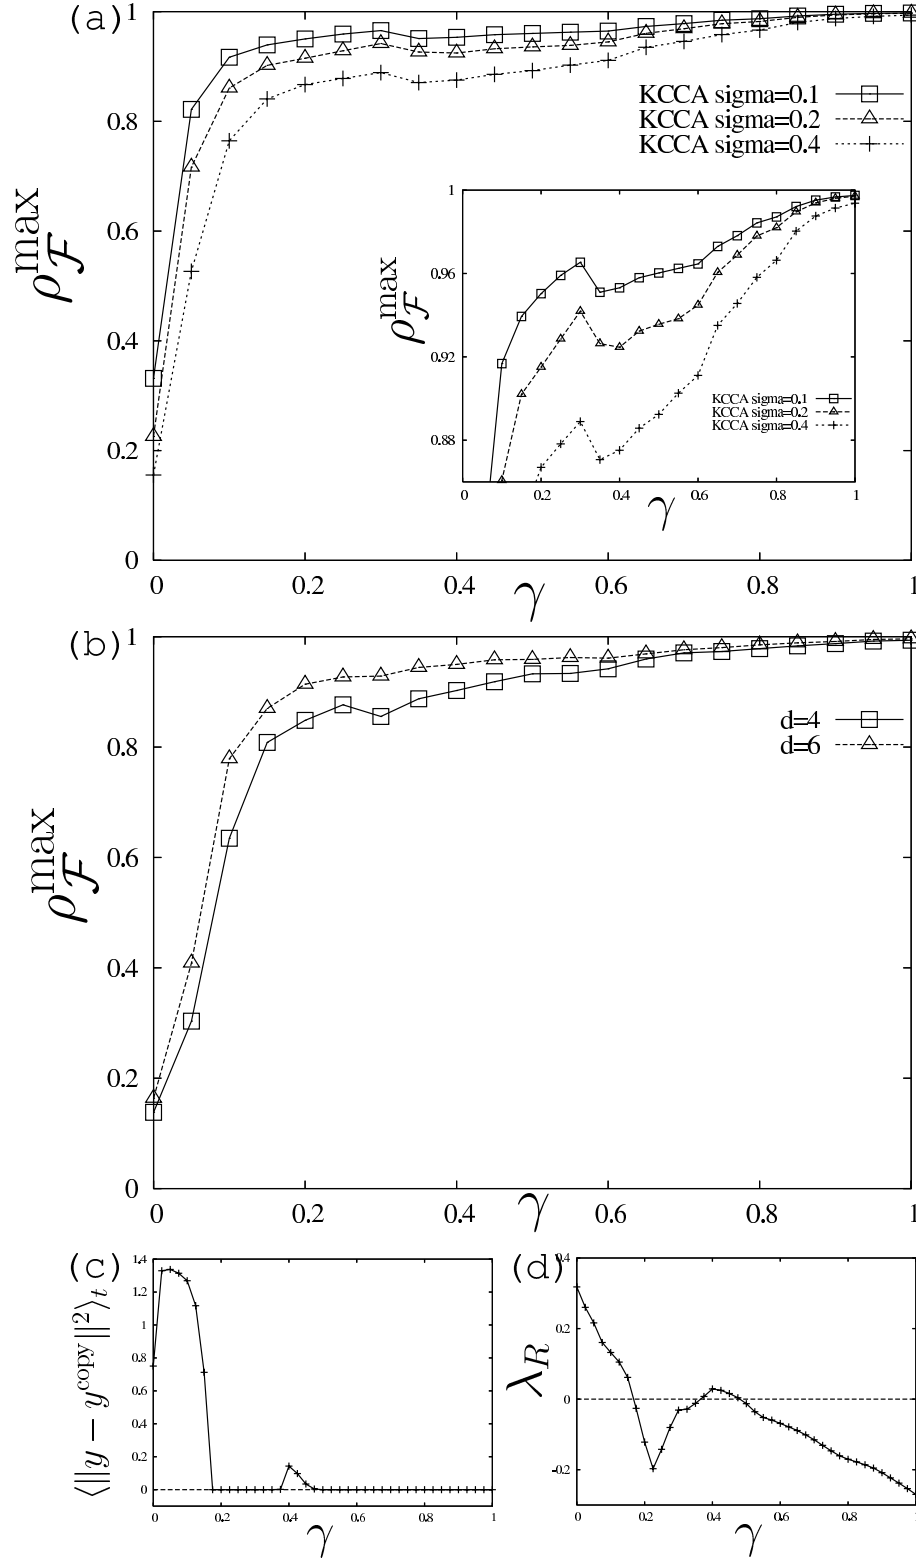 (a)
1
0.8
0.6
0.4
0.2
0
ρ_F^max
KCCA sigma=0.1
KCCA sigma=0.2
KCCA sigma=0.4
1
0.96
0.92
0.88
ρ_F^max
KCCA sigma=0.1
KCCA sigma=0.2
KCCA sigma=0.4
0 0.2 0.4 0.6 0.8 1
γ
0 0.2 0.4 0.6 0.8 1
γ
(b)
1
0.8
0.6
0.4
0.2
0
ρ_F^max
d=4
d=6
0 0.2 0.4 0.6 0.8 1
γ
(c)
1.4
1.2
1
0.8
0.6
0.4
0.2
0
⟨||y − y^copy||²⟩_t
0 0.2 0.4 0.6 0.8 1
γ
(d)
0.4
0.2
0
-0.2
λ_R
0 0.2 0.4 0.6 0.8 1
γ